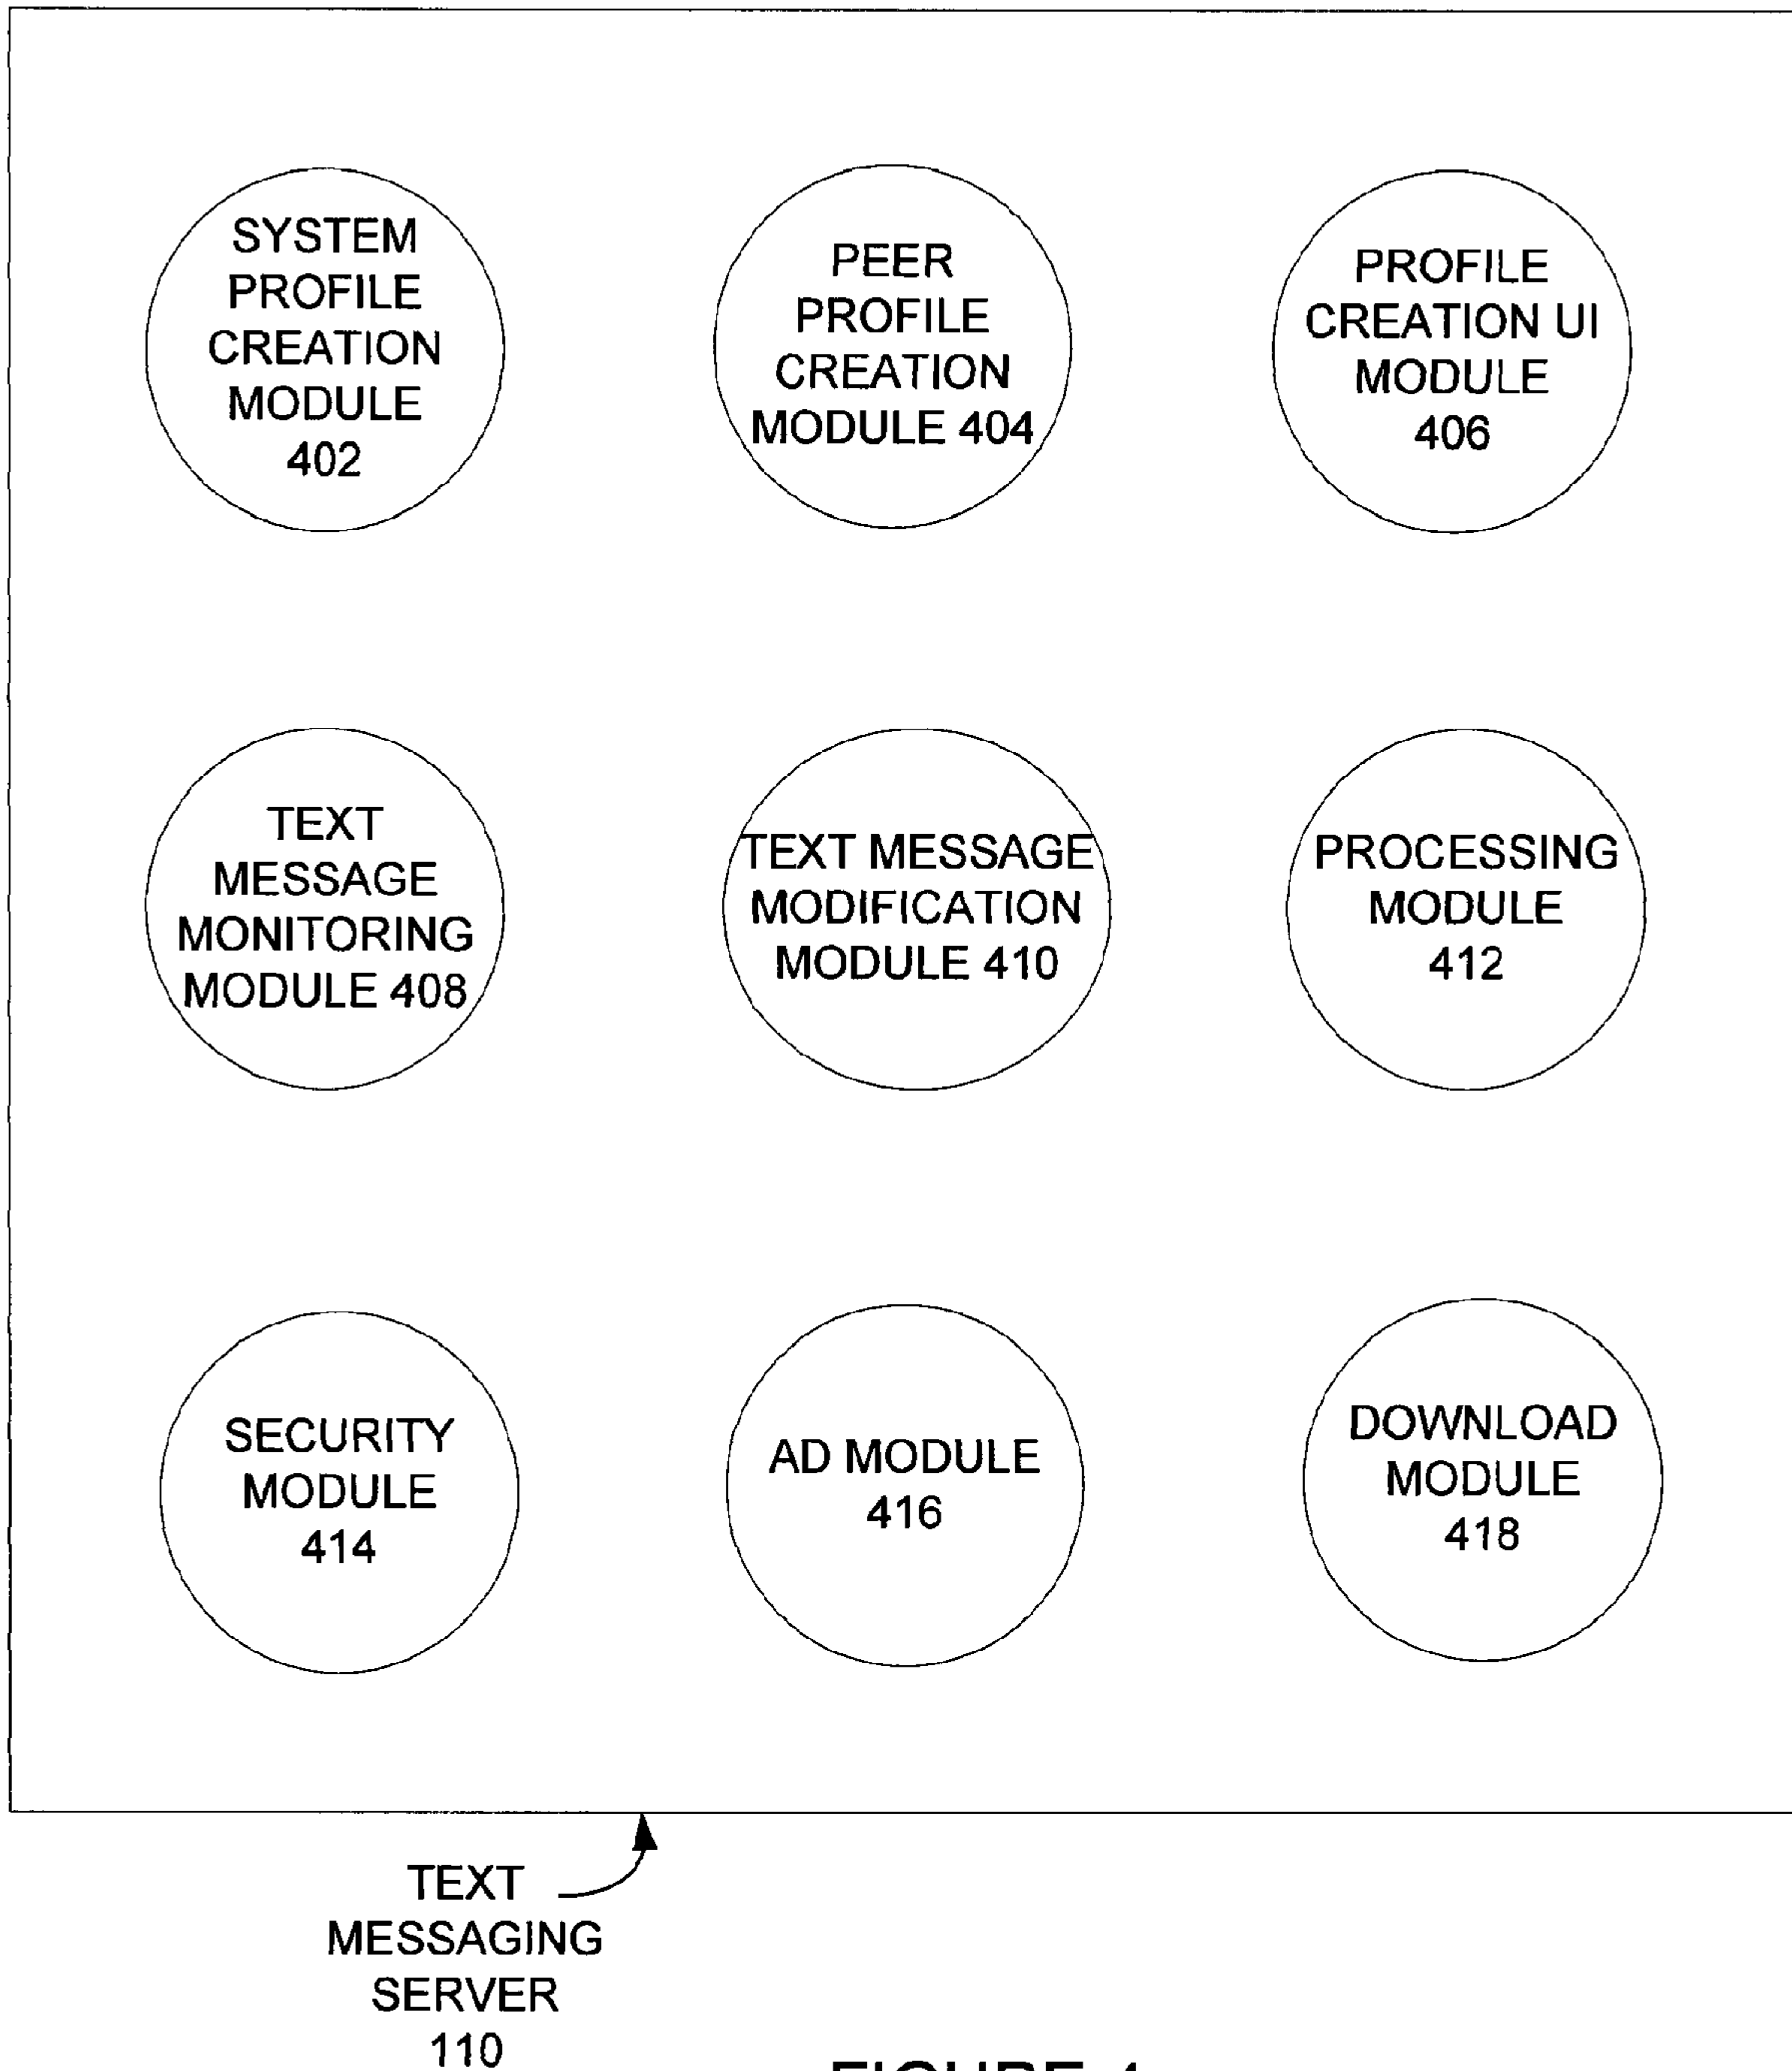 SYSTEM
PROFILE
CREATION
MODULE
402
PEER
PROFILE
CREATION
MODULE 404
PROFILE
CREATION UI
MODULE
406
TEXT
MESSAGE
MONITORING
MODULE 408
TEXT MESSAGE
MODIFICATION
MODULE 410
PROCESSING
MODULE
412
SECURITY
MODULE
414
AD MODULE
416
DOWNLOAD
MODULE
418
TEXT
MESSAGING
SERVER
110
FIGURE 4